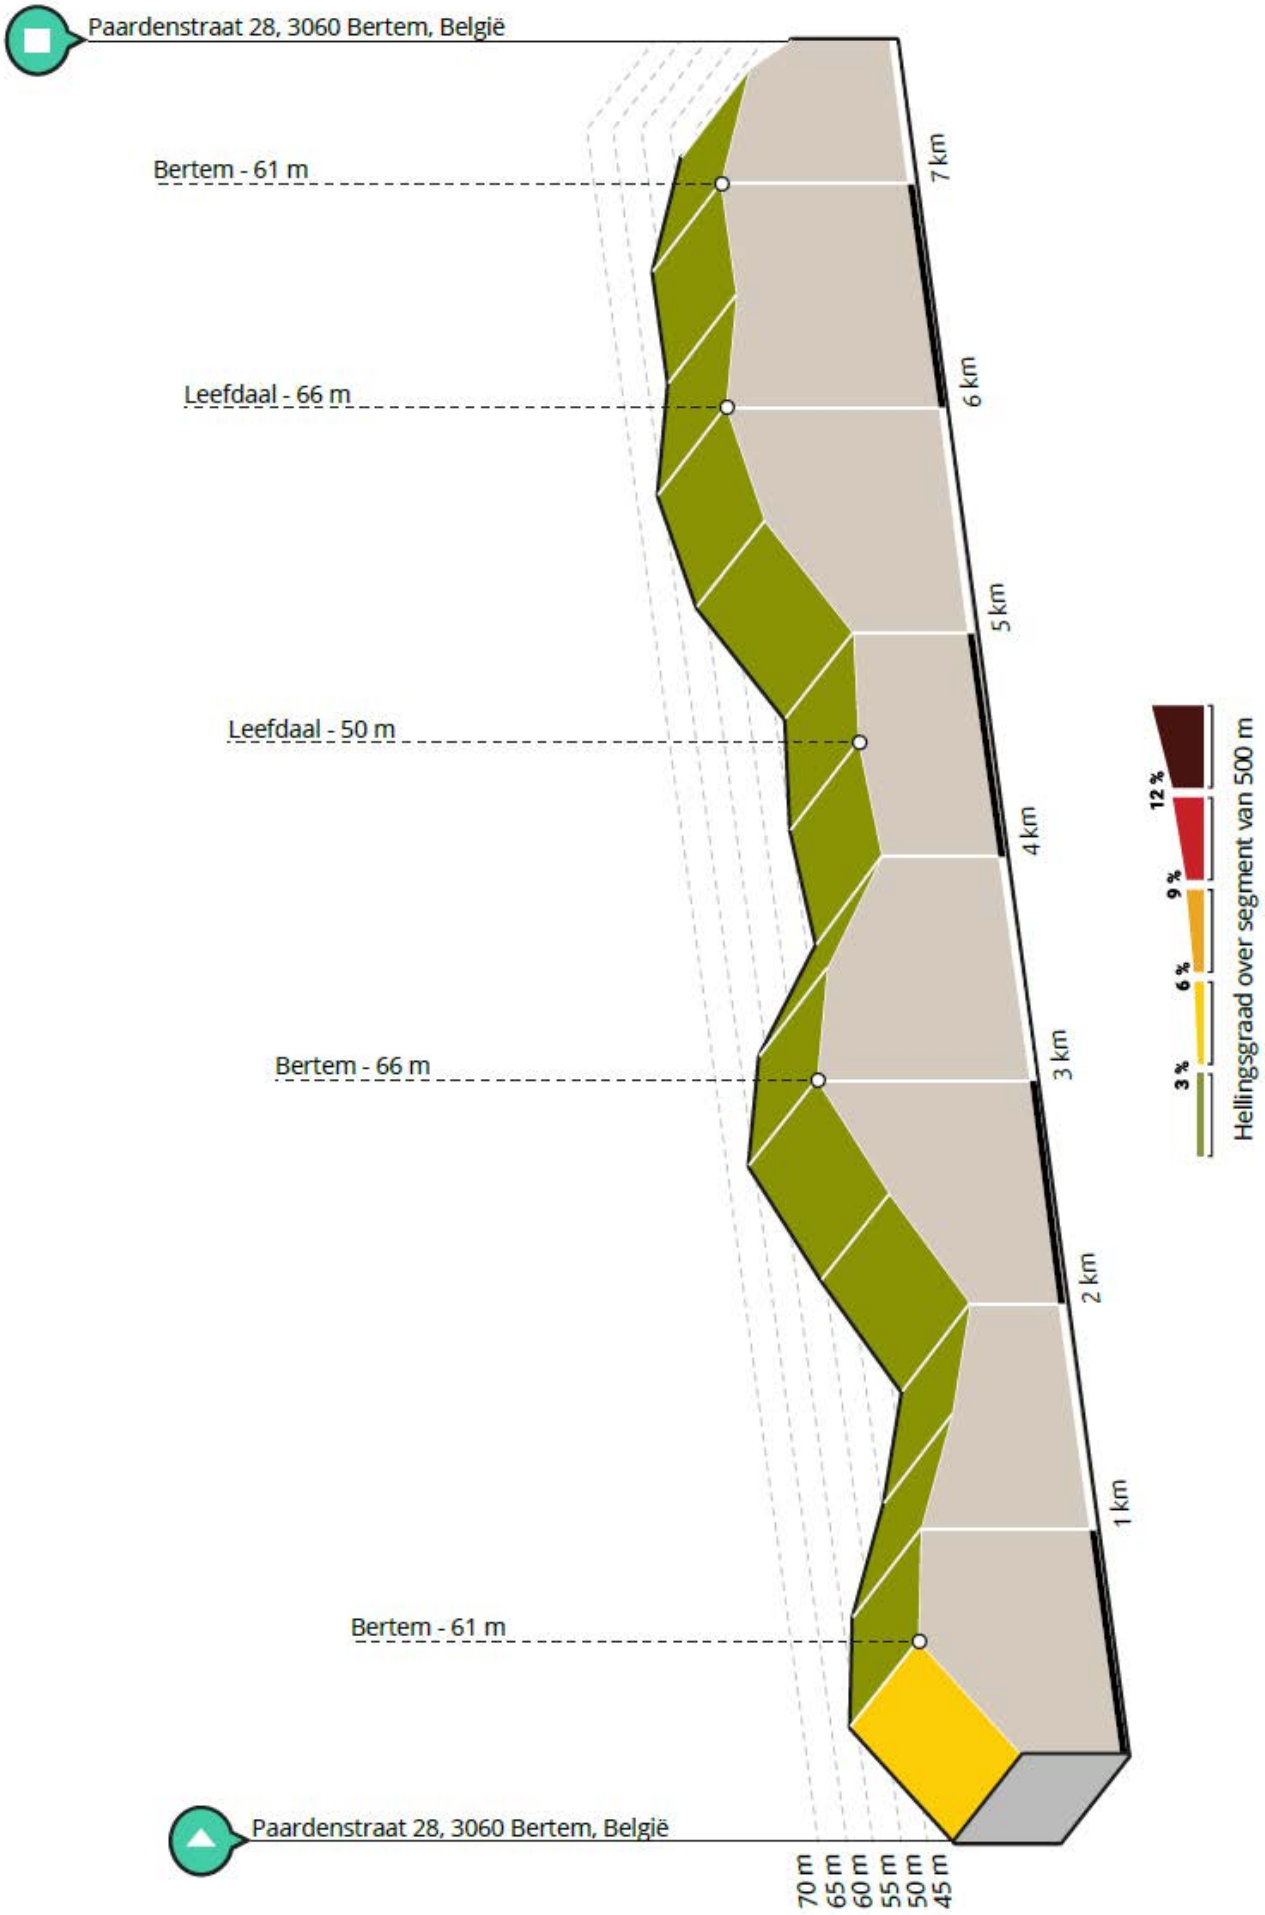 Paardenstraat 28, 3060 Bertem, België
Bertem - 61 m
7 km
Leefdaal - 66 m
6 km
5 km
Leefdaal - 50 m
4 km
Bertem - 66 m
3 km
2 km
1 km
Bertem - 61 m
Paardenstraat 28, 3060 Bertem, België
70 m
65 m
60 m
55 m
50 m
45 m
3 %
6 %
9 %
12 %
Hellingsgraad over segment van 500 m